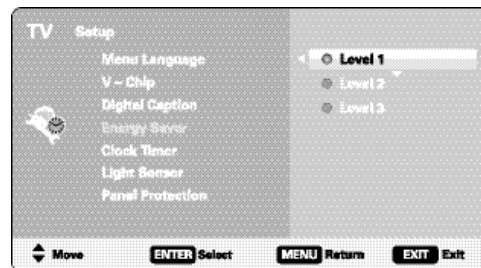 TV Setup
Menu Language
V - Chip
Digital Caption
Energy Saver
Clock Timer
Light Sensor
Panel Protection
Level 1
Level 2
Level 3
Move ENTER Select MENU Return EXIT Exit